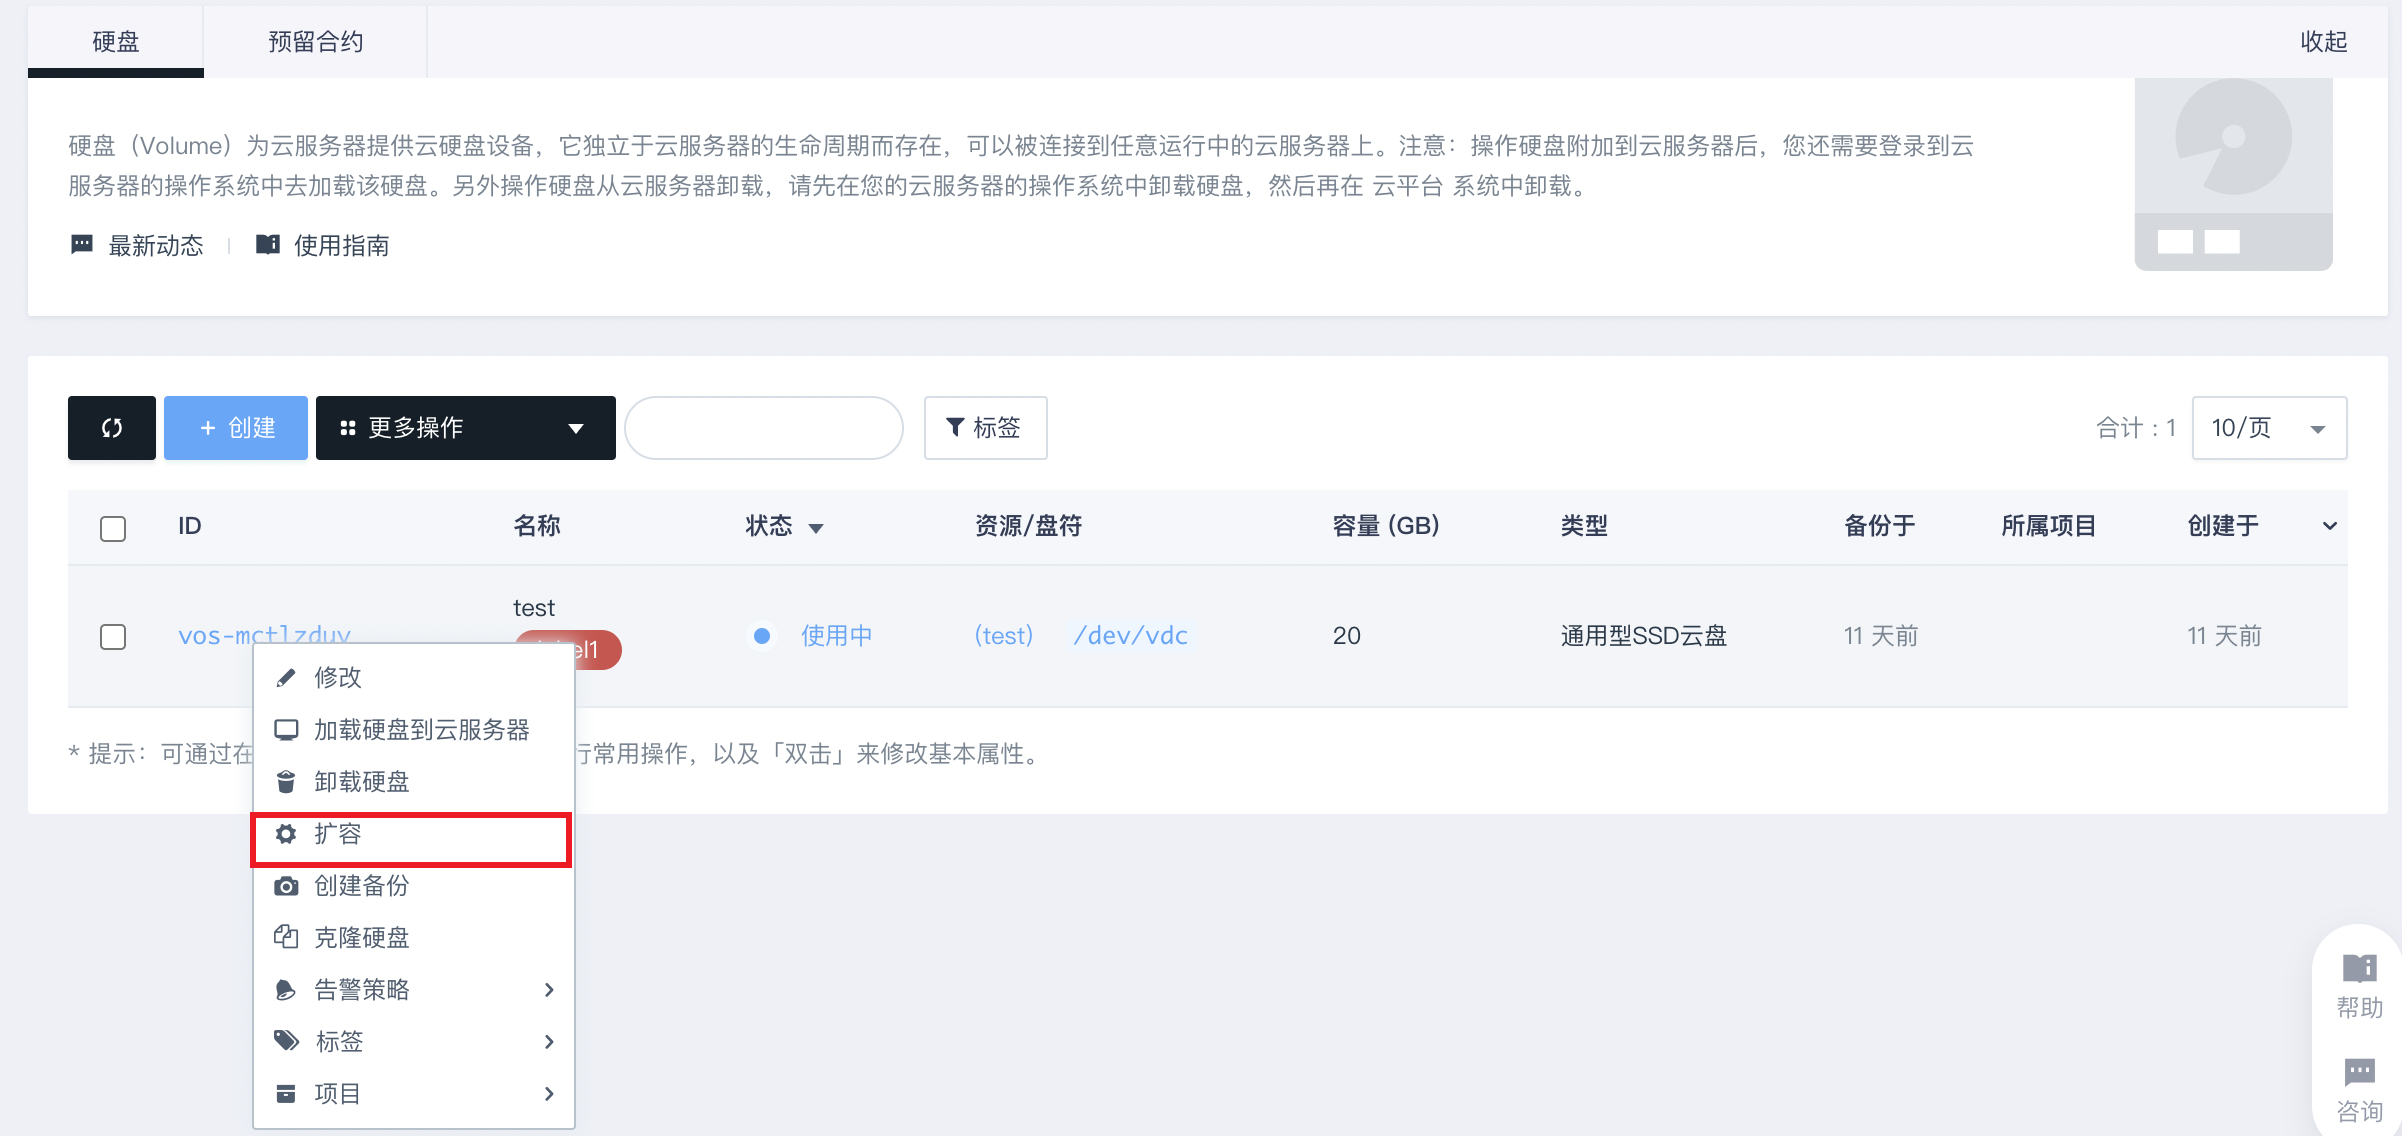 硬盘
预留合约
收起
硬盘（Volume）为云服务器提供云硬盘设备，它独立于云服务器的生命周期而存在，可以被连接到任意运行中的云服务器上。注意：操作硬盘附加到云服务器后，您还需要登录到云
服务器的操作系统中去加载该硬盘。另外操作硬盘从云服务器卸载，请先在您的云服务器的操作系统中卸载硬盘，然后再在 云平台 系统中卸载。
最新动态
使用指南
+ 创建
更多操作
标签
合计 : 1
10/页
ID
名称
状态
资源/盘符
容量 (GB)
类型
备份于
所属项目
创建于
test
使用中
(test)
/dev/vdc
20
通用型SSD云盘
11 天前
11 天前
* 提示：可通过在
行常用操作，以及「双击」来修改基本属性。
修改
加载硬盘到云服务器
卸载硬盘
扩容
创建备份
克隆硬盘
告警策略
标签
项目
帮助
咨询